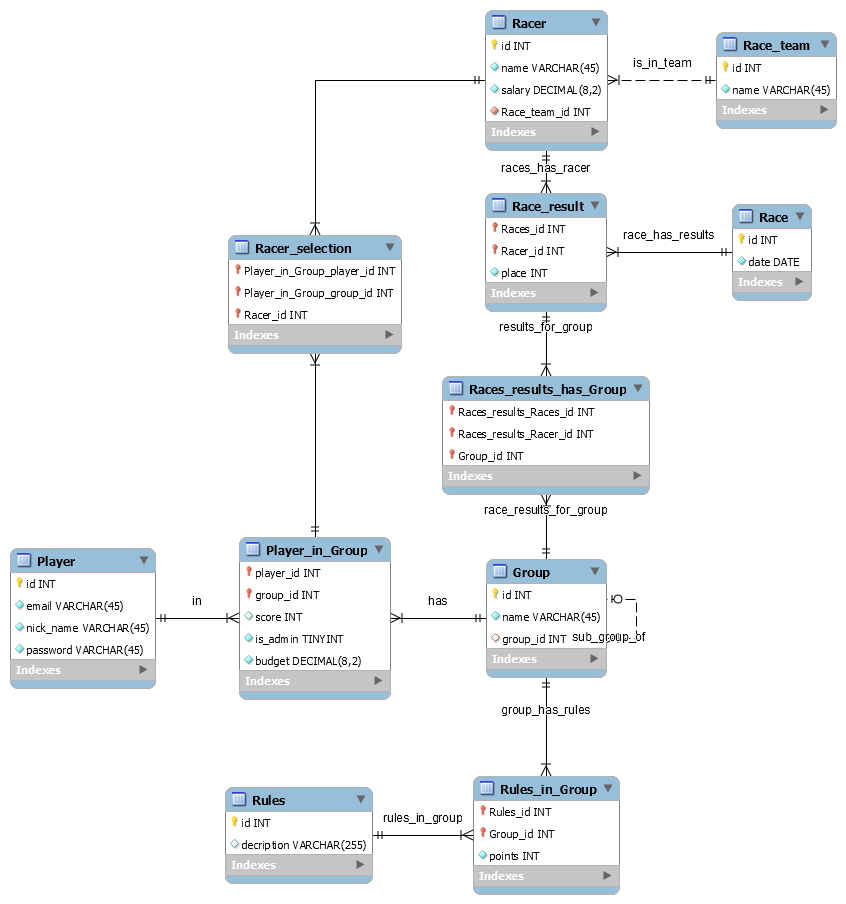 Racer
id INT
name VARCHAR(45)
salary DECIMAL(8,2)
Race_team_id INT
Indexes
is_in_team
Race_team
id INT
name VARCHAR(45)
Indexes
races_has_racer
Race_result
Races_id INT
Racer_id INT
place INT
Indexes
race_has_results
Race
id INT
date DATE
Indexes
Racer_selection
Player_in_Group_player_id INT
Player_in_Group_group_id INT
Racer_id INT
Indexes
results_for_group
Races_results_has_Group
Races_results_Races_id INT
Races_results_Racer_id INT
Group_id INT
Indexes
race_results_for_group
Player
id INT
email VARCHAR(45)
nick_name VARCHAR(45)
password VARCHAR(45)
Indexes
in
Player_in_Group
player_id INT
group_id INT
score INT
is_admin TINYINT
budget DECIMAL(8,2)
Indexes
has
Group
id INT
name VARCHAR(45)
group_id INT
Indexes
sub_group_of
group_has_rules
Rules
id INT
decription VARCHAR(255)
Indexes
rules_in_group
Rules_in_Group
Rules_id INT
Group_id INT
points INT
Indexes